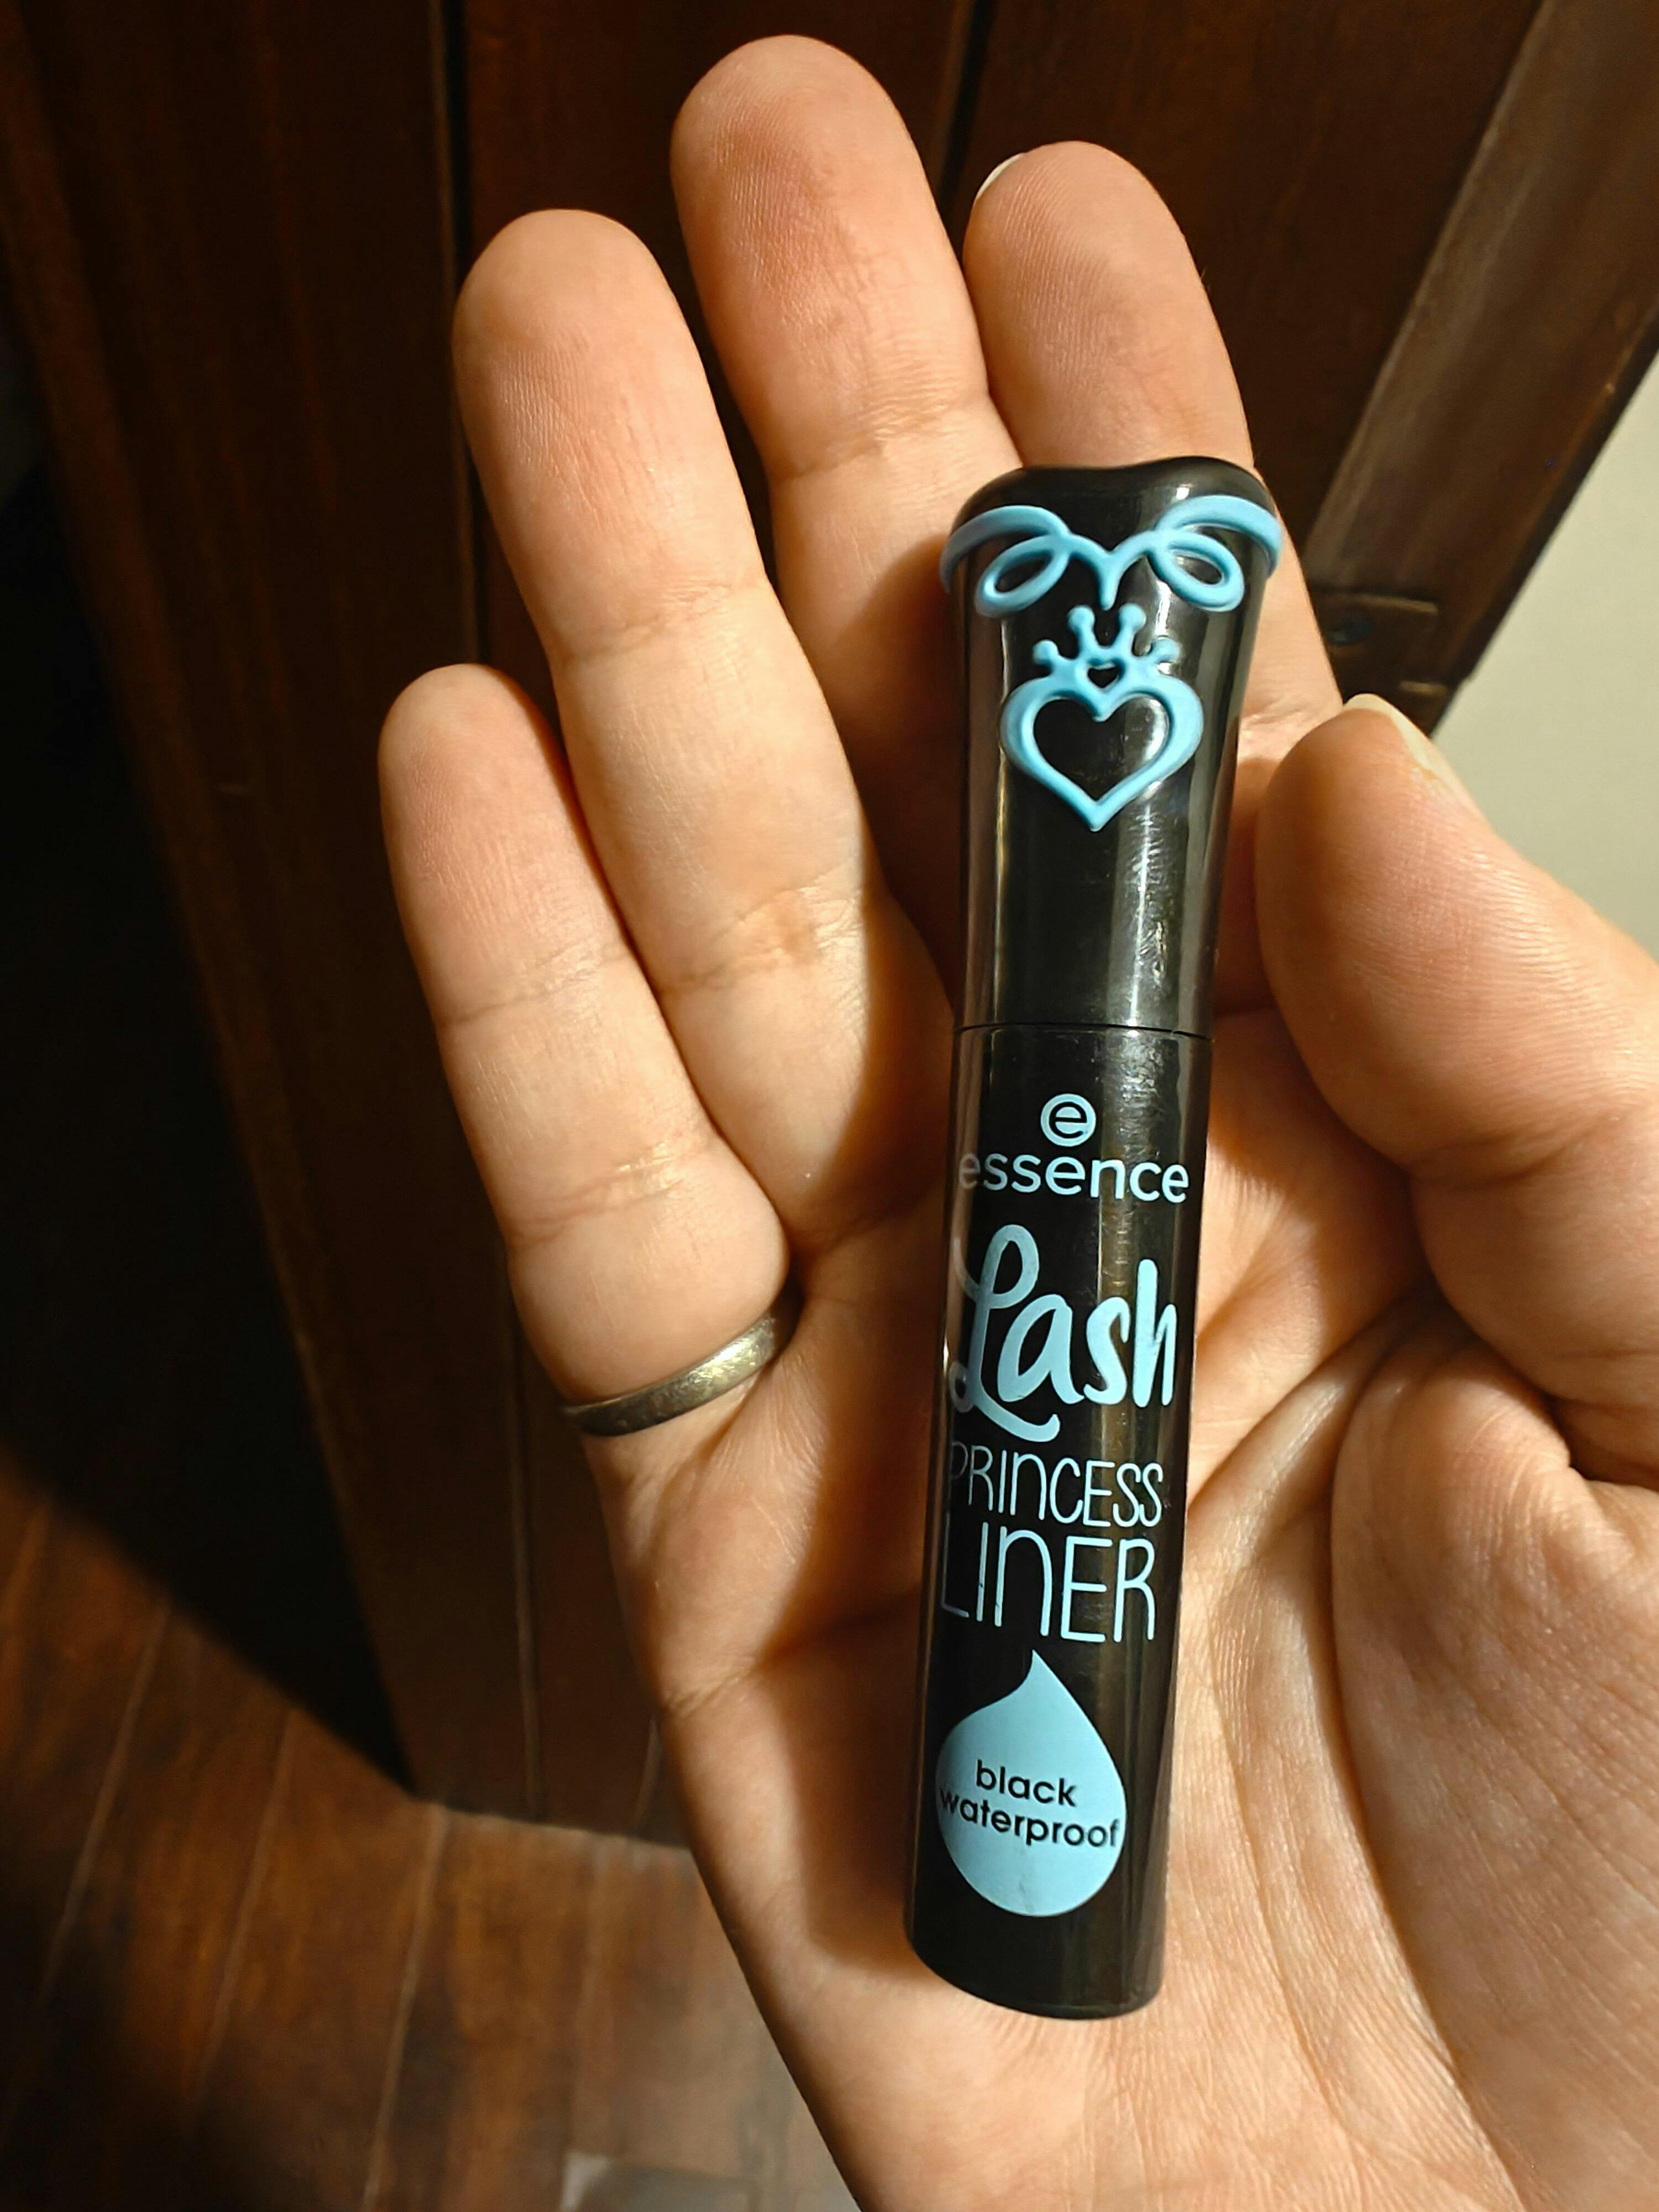 e
essence
Lash
PRINCESS
LINER
black
waterproof